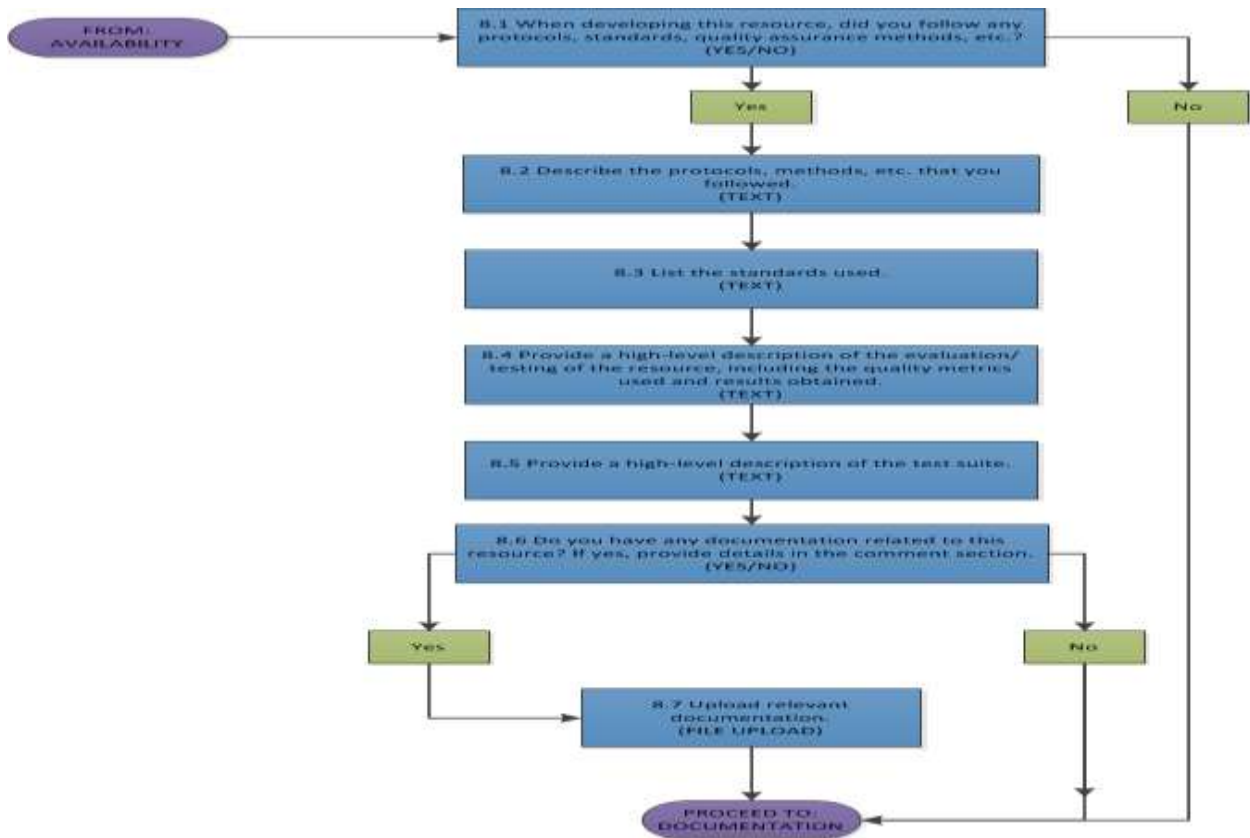 FROM:
AVAILABILITY
8.1 When developing this resource, did you follow any
protocols, standards, quality assurance methods, etc.?
(YES/NO)
Yes
No
8.2 Describe the protocols, methods, etc. that you
followed.
(TEXT)
8.3 List the standards used.
(TEXT)
8.4 Provide a high-level description of the evaluation/
testing of the resource, including the quality metrics
used and results obtained.
(TEXT)
8.5 Provide a high-level description of the test suite.
(TEXT)
8.6 Do you have any documentation related to this
resource? If yes, provide details in the comment section.
(YES/NO)
Yes
No
8.7 Upload relevant
documentation.
(FILE UPLOAD)
PROCEED TO:
DOCUMENTATION